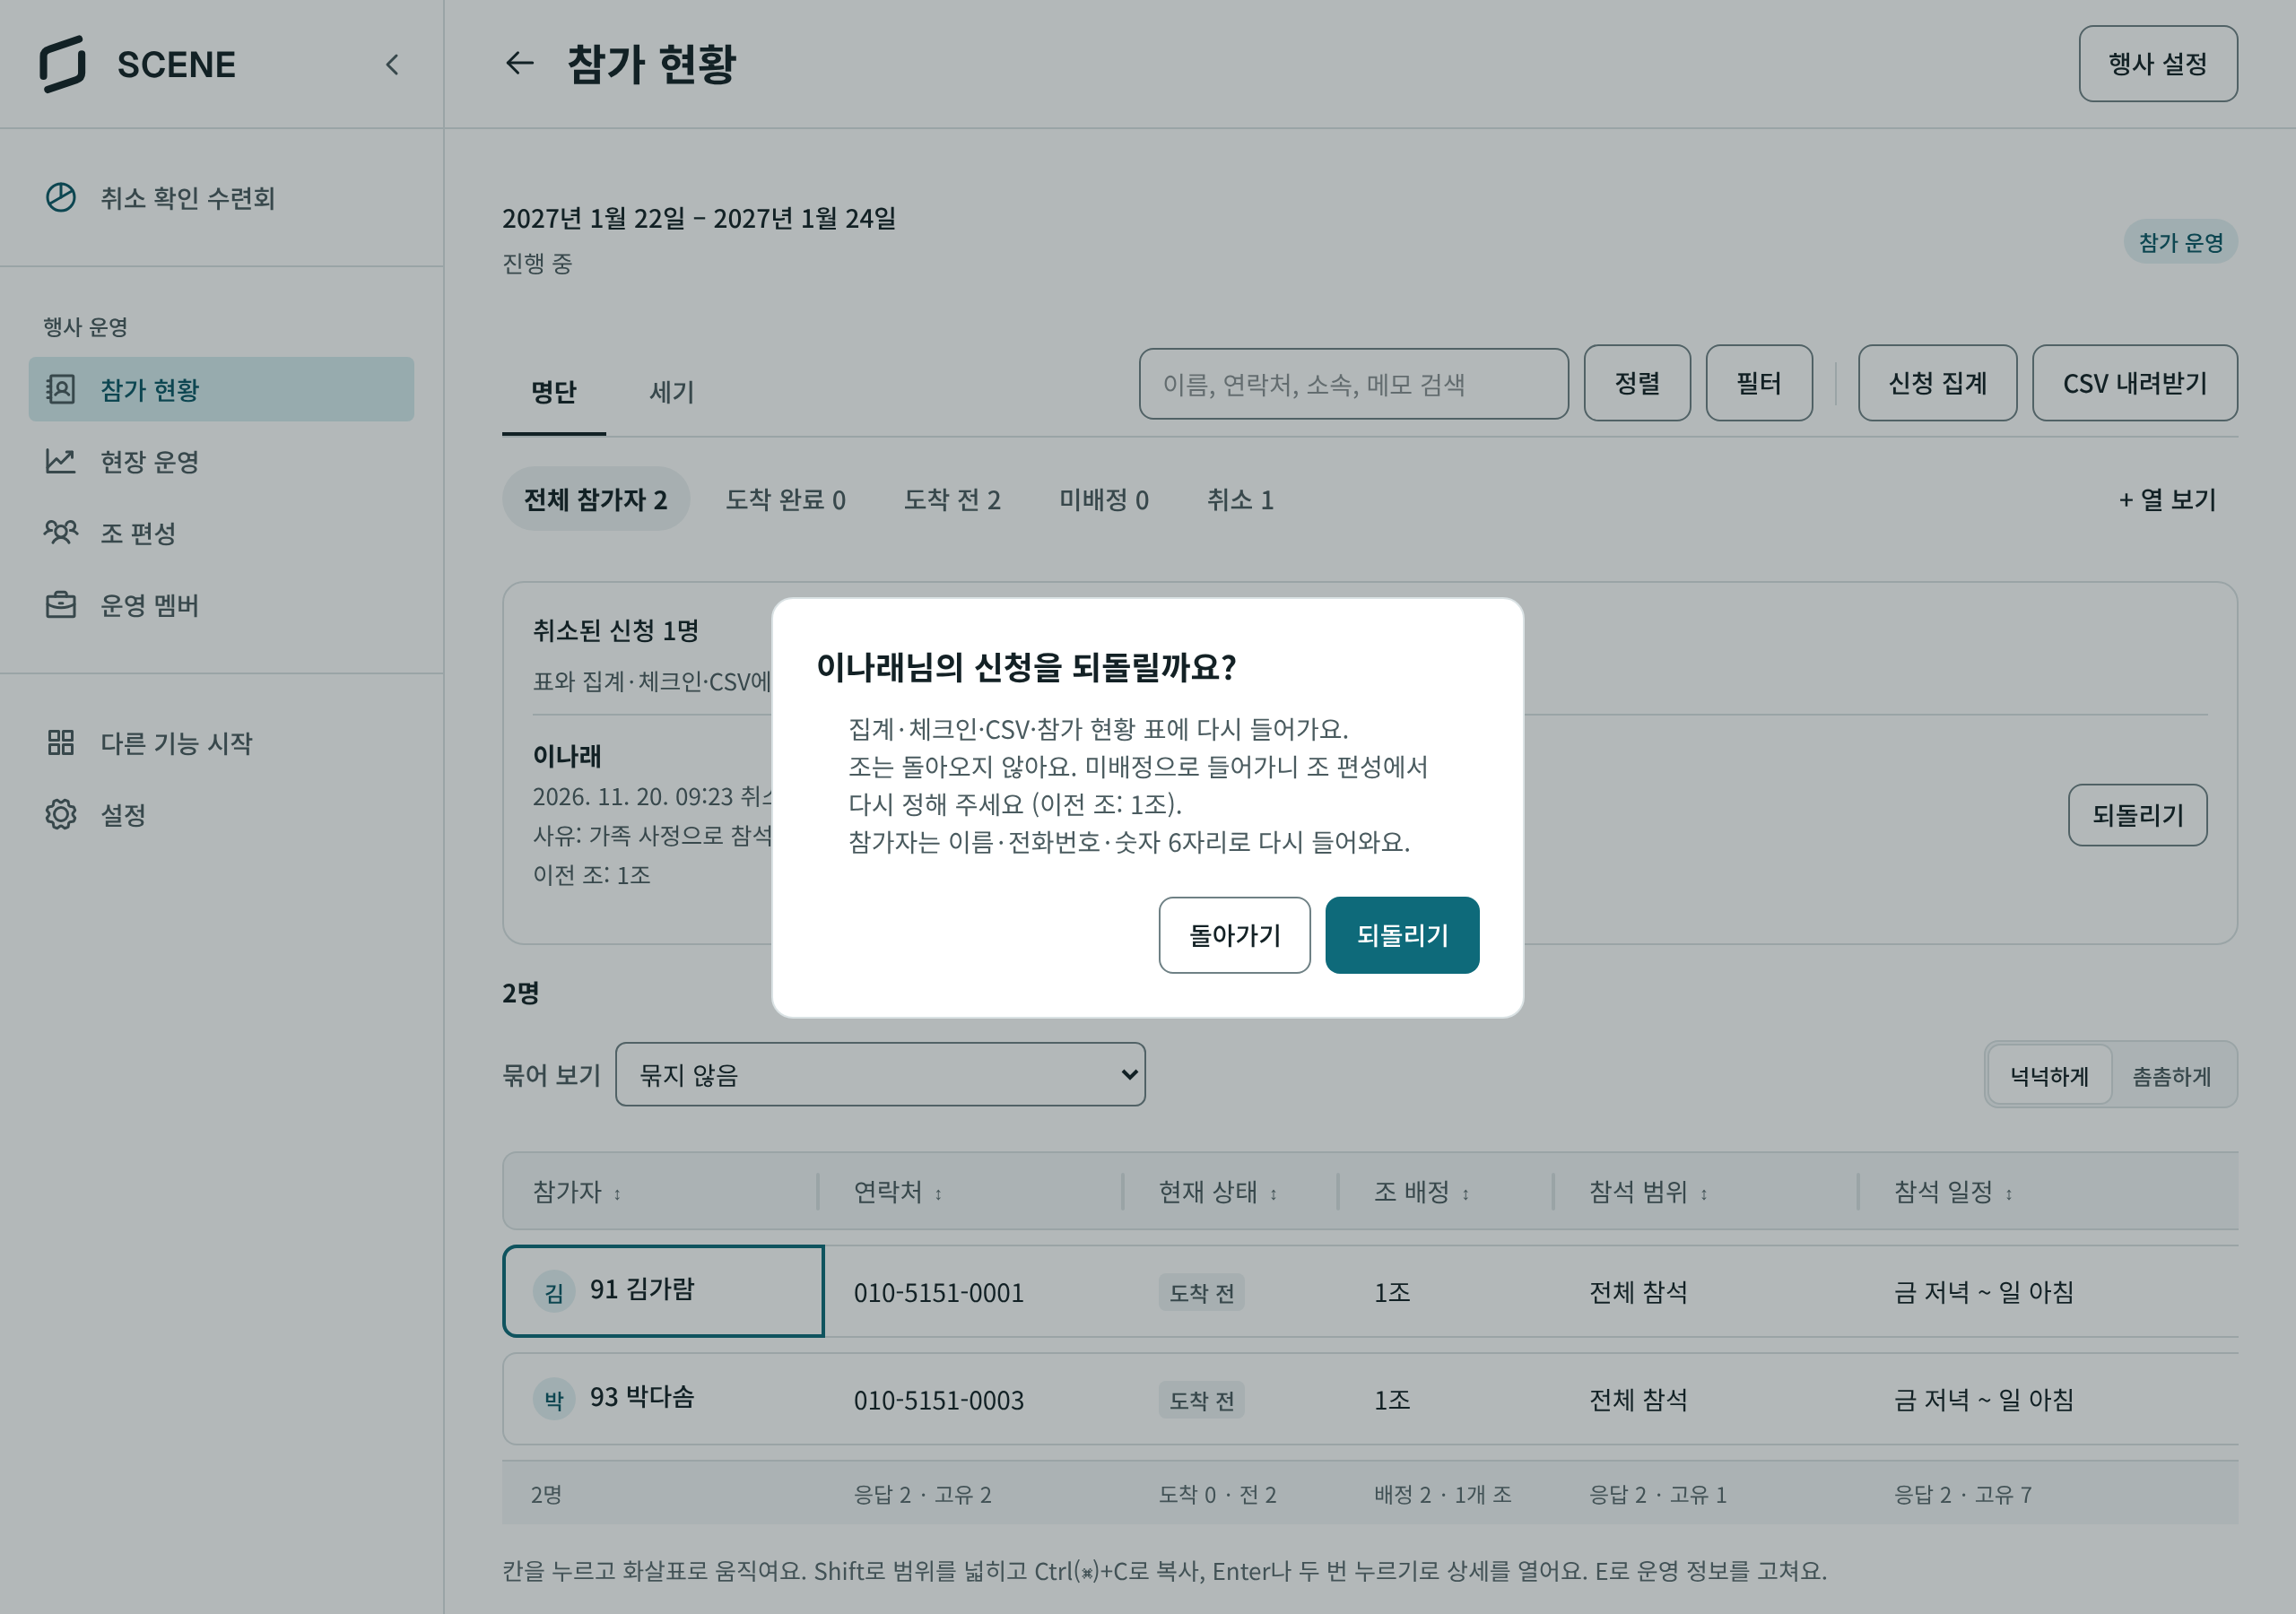 SCENE
참가 현황
행사 설정
취소 확인 수련회
행사 운영
참가 현황
현장 운영
조 편성
운영 멤버
다른 기능 시작
설정
2027년 1월 22일 – 2027년 1월 24일
진행 중
참가 운영
명단
세기
이름, 연락처, 소속, 메모 검색
정렬
필터
신청 집계
CSV 내려받기
전체 참가자 2
도착 완료 0
도착 전 2
미배정 0
취소 1
+ 열 보기
취소된 신청 1명
표와 집계·체크인·CSV에
이나래
2026. 11. 20. 09:23 취소
사유: 가족 사정으로 참석
이전 조: 1조
되돌리기
이나래님의 신청을 되돌릴까요?
집계·체크인·CSV·참가 현황 표에 다시 들어가요.
조는 돌아오지 않아요. 미배정으로 들어가니 조 편성에서
다시 정해 주세요 (이전 조: 1조).
참가자는 이름·전화번호·숫자 6자리로 다시 들어와요.
돌아가기
되돌리기
2명
묶어 보기
묶지 않음
넉넉하게
촘촘하게
참가자 ↕
연락처 ↕
현재 상태 ↕
조 배정 ↕
참석 범위 ↕
참석 일정 ↕
김 91 김가람
010-5151-0001
도착 전
1조
전체 참석
금 저녁 ~ 일 아침
박 93 박다솜
010-5151-0003
도착 전
1조
전체 참석
금 저녁 ~ 일 아침
2명
응답 2 · 고유 2
도착 0 · 전 2
배정 2 · 1개 조
응답 2 · 고유 1
응답 2 · 고유 7
칸을 누르고 화살표로 움직여요. Shift로 범위를 넓히고 Ctrl(⌘)+C로 복사, Enter나 두 번 누르기로 상세를 열어요. E로 운영 정보를 고쳐요.